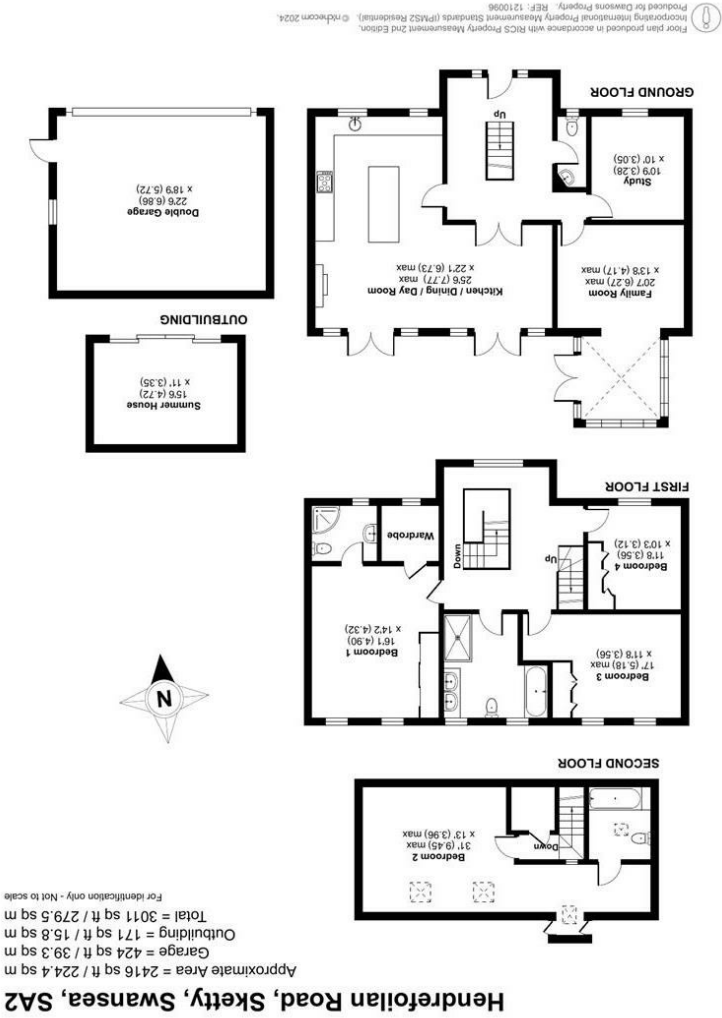 Hendrefoilan Road, Sketty, Swansea, SA2
Approximate Area = 2416 sq ft / 224.4 sq m
Garage = 424 sq ft / 39.3 sq m
Outbuilding = 171 sq ft / 15.8 sq m
Total = 3011 sq ft / 279.5 sq m
For identification only - Not to scale
Down
Bedroom 2
31' (9.45) max
x 13' (3.96) max
SECOND FLOOR
N
Bedroom 3
17' (5.18) max
x 11'8 (3.56)
Bedroom 1
16'1 (4.90)
x 14'2 (4.32)
Bedroom 4
11'8 (3.56)
x 10'3 (3.12)
Up
Down
Wardrobe
FIRST FLOOR
Summer House
15'6 (4.72)
x 11' (3.35)
OUTBUILDING
Family Room
20'7 (6.27) max
x 13'8 (4.17) max
Kitchen / Dining / Day Room
25'6 (7.77) max
x 22'1 (6.73) max
Study
10'9 (3.28)
x 10' (3.05)
Up
Double Garage
22'6 (6.86)
x 18'9 (5.72)
GROUND FLOOR
Floor plan produced in accordance with RICS Property Measurement 2nd Edition,
Incorporating International Property Measurement Standards (IPMS2 Residential). © nichecom 2024.
Produced for Dawsons Property. REF: 1210096